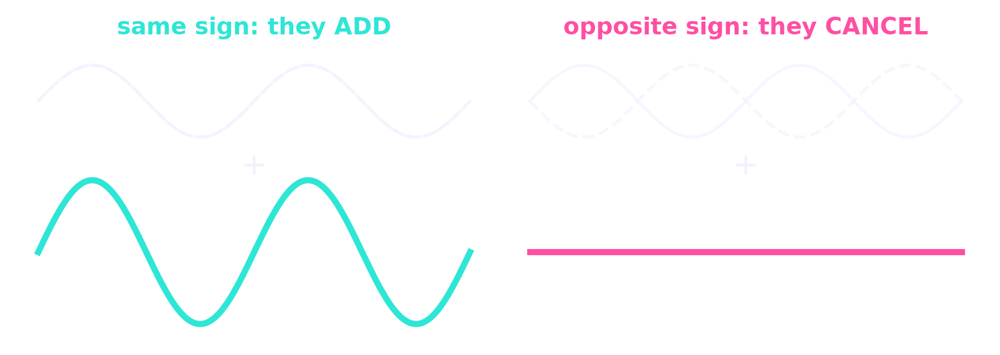 same sign: they ADD
opposite sign: they CANCEL
+
+